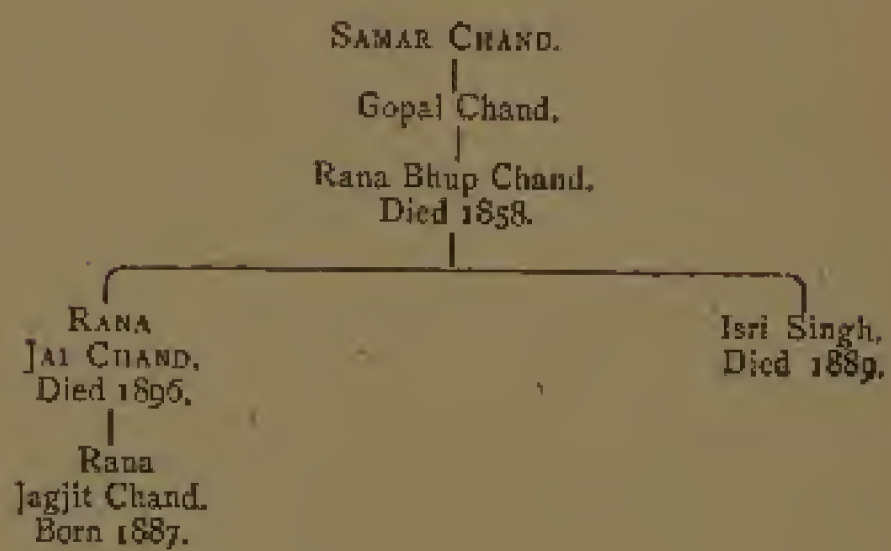 SAMAR CHAND.
Gopal Chand.
Rana Bhup Chand.
Died 1858.
RANA
JAI CHAND.
Died 1896.
Isri Singh,
Died 1889.
Rana
Jagjit Chand.
Born 1887.